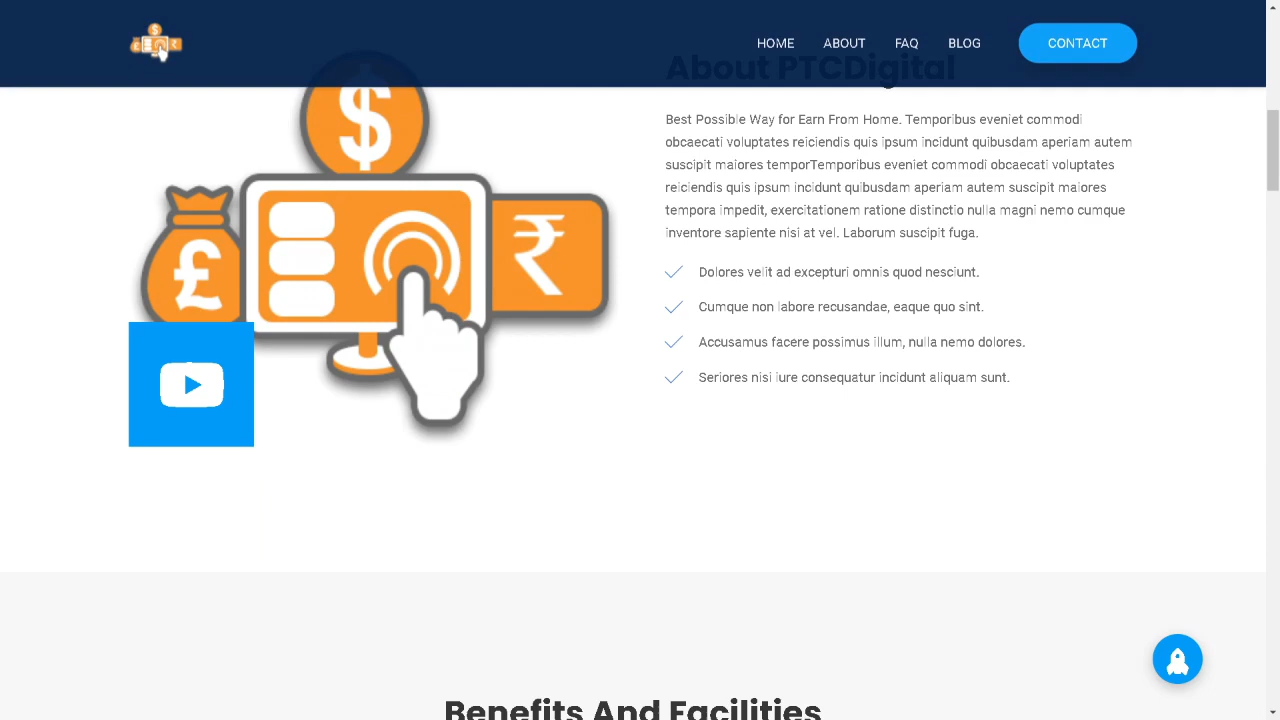 HOME ABOUT FAQ BLOG CONTACT
About PTCDigital
Best Possible Way for Earn From Home. Temporibus eveniet commodi
obcaecati voluptates reiciendis quis ipsum incidunt quibusdam aperiam autem
suscipit maiores temporTemporibus eveniet commodi obcaecati voluptates
reiciendis quis ipsum incidunt quibusdam aperiam autem suscipit maiores
tempora impedit, exercitationem ratione distinctio nulla magni nemo cumque
inventore sapiente nisi at vel. Laborum suscipit fuga.
Dolores velit ad excepturi omnis quod nesciunt.
Cumque non labore recusandae, eaque quo sint.
Accusamus facere possimus illum, nulla nemo dolores.
Seriores nisi iure consequatur incidunt aliquam sunt.
$
£
₹
Benefits And Facilities